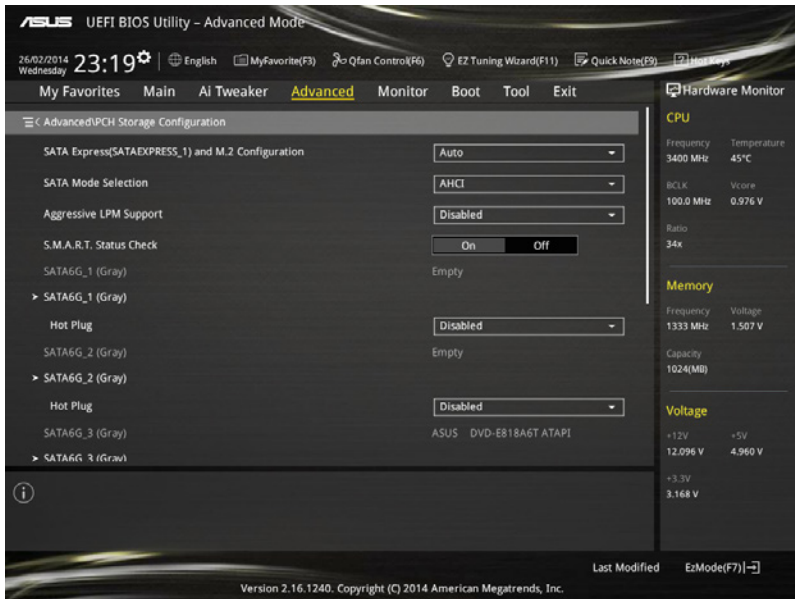 ASUS UEFI BIOS Utility – Advanced Mode
26/02/2014
Wednesday
23:19
English
MyFavorite(F3)
Qfan Control(F6)
EZ Tuning Wizard(F11)
Quick Note(F9)
? Hot Keys
My Favorites Main Ai Tweaker Advanced Monitor Boot Tool Exit
Advanced\PCH Storage Configuration
SATA Express(SATAEXPRESS_1) and M.2 Configuration Auto
SATA Mode Selection AHCI
Aggressive LPM Support Disabled
S.M.A.R.T. Status Check On Off
SATA6G_1 (Gray) Empty
> SATA6G_1 (Gray)
Hot Plug Disabled
SATA6G_2 (Gray) Empty
> SATA6G_2 (Gray)
Hot Plug Disabled
SATA6G_3 (Gray) ASUS DVD-E818A6T ATAPI
> SATA6G_3 (Gray)
Hardware Monitor
CPU
Frequency Temperature
3400 MHz 45°C
BCLK Vcore
100.0 MHz 0.976 V
Ratio
34x
Memory
Frequency Voltage
1333 MHz 1.507 V
Capacity
1024(MB)
Voltage
+12V +5V
12.096 V 4.960 V
+3.3V
3.168 V
Last Modified EzMode(F7)
Version 2.16.1240. Copyright (C) 2014 American Megatrends, Inc.